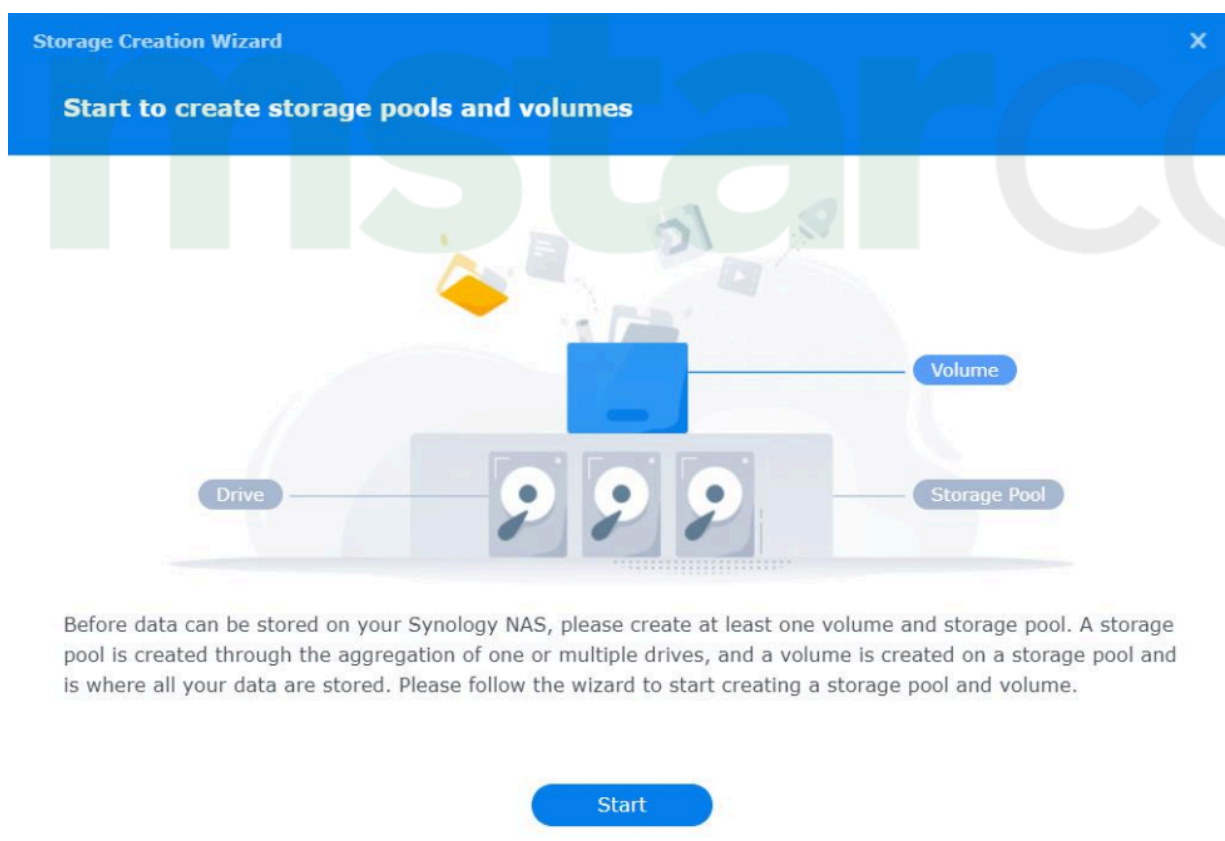 Storage Creation Wizard
Start to create storage pools and volumes
mstarco
Volume
Drive
Storage Pool
Before data can be stored on your Synology NAS, please create at least one volume and storage pool. A storage
pool is created through the aggregation of one or multiple drives, and a volume is created on a storage pool and
is where all your data are stored. Please follow the wizard to start creating a storage pool and volume.
Start